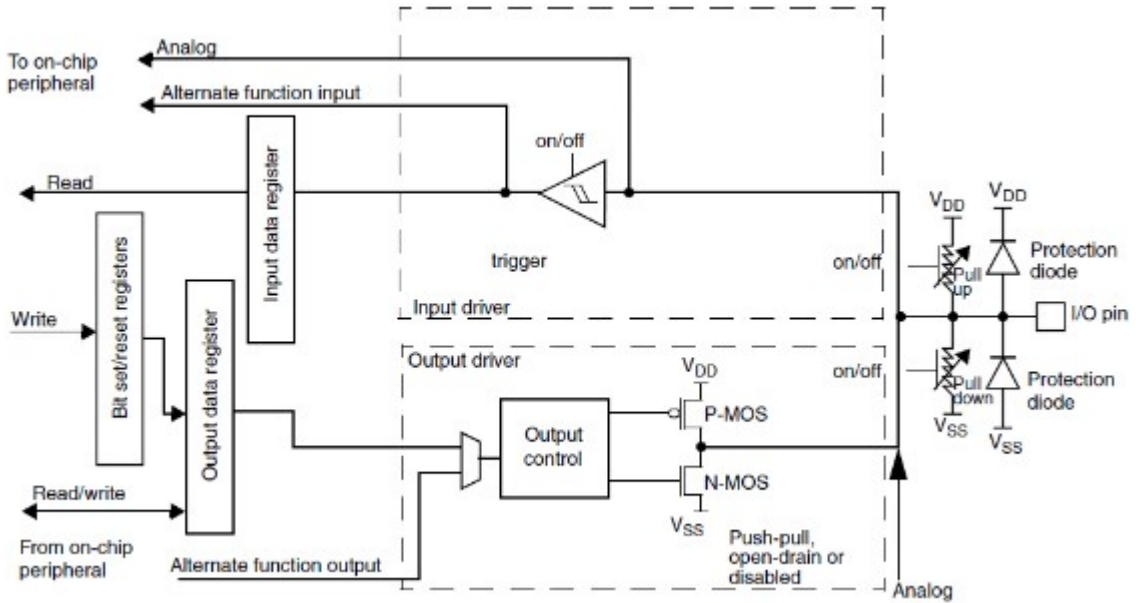 To on-chip
peripheral
Analog
Alternate function input
on/off
Read
Input data register
trigger
Input driver
VDD
VDD
on/off
Pull
up
Protection
diode
I/O pin
Bit set/reset registers
Write
Output data register
Output driver
VDD
on/off
Pull
down
Protection
diode
VSS
VSS
P-MOS
Output
control
N-MOS
VSS
Read/write
From on-chip
peripheral
Alternate function output
Push-pull,
open-drain or
disabled
Analog